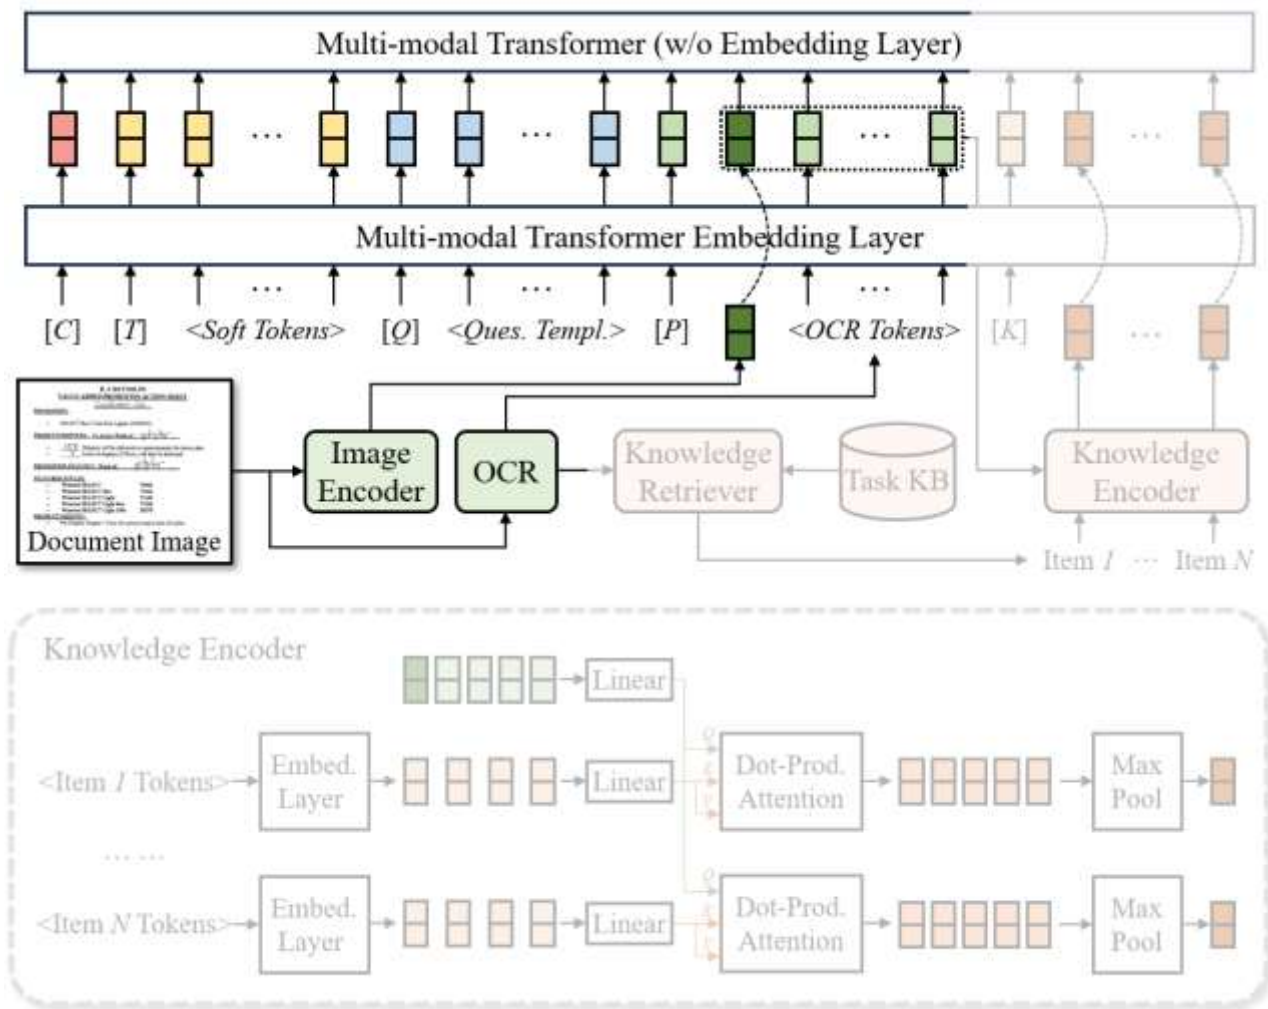 Multi-modal Transformer (w/o Embedding Layer)
... ... ... ...
Multi-modal Transformer Embedding Layer
... ... ...
[C] [T] <Soft Tokens> [Q] <Ques. Templ.> [P] <OCR Tokens> [K] ...
Document Image
Image Encoder
OCR
Knowledge Retriever
Task KB
Knowledge Encoder
Item 1 ... Item N
Knowledge Encoder
Linear
<Item 1 Tokens>
Embed. Layer
Linear
Dot-Prod. Attention
Max Pool
... ...
<Item N Tokens>
Embed. Layer
Linear
Dot-Prod. Attention
Max Pool